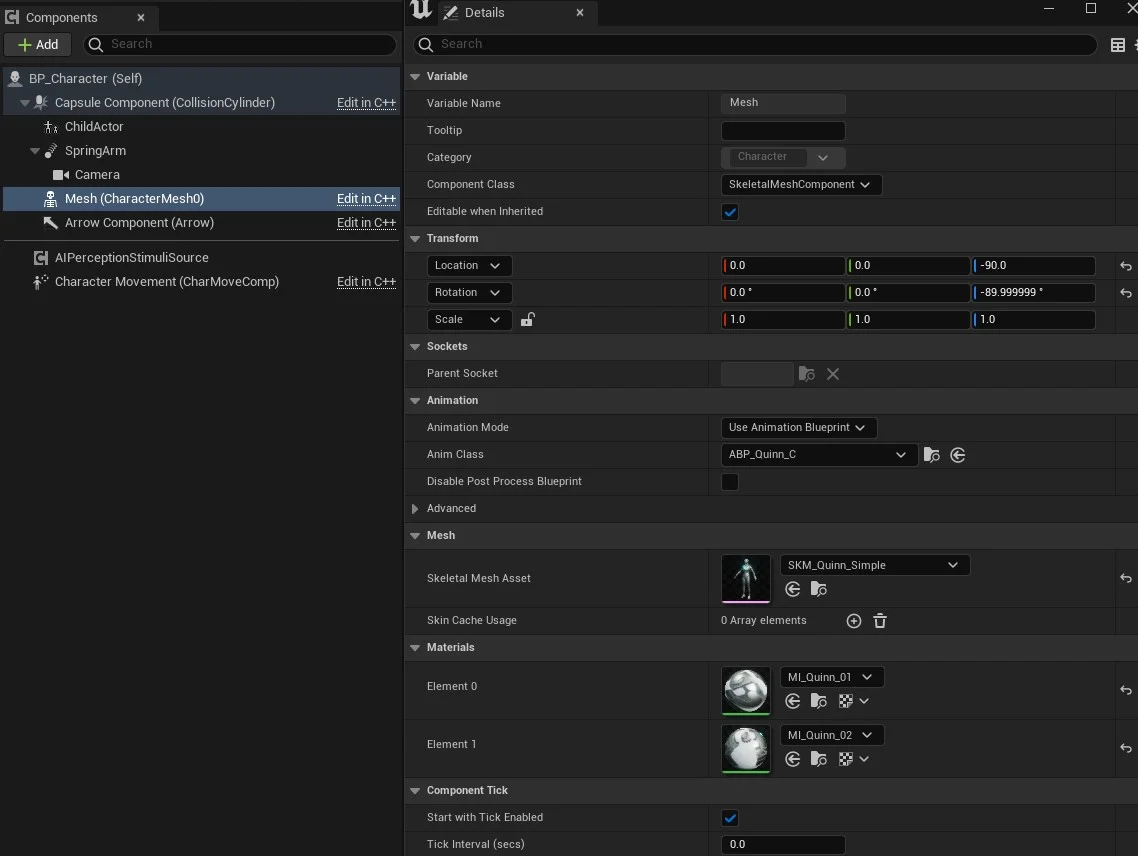 Components
Add
Search
BP_Character (Self)
Capsule Component (CollisionCylinder) Edit in C++
ChildActor
SpringArm
Camera
Mesh (CharacterMesh0) Edit in C++
Arrow Component (Arrow) Edit in C++
AIPerceptionStimuliSource
Character Movement (CharMoveComp) Edit in C++
Details
Search
Variable
Variable Name Mesh
Tooltip
Category Character
Component Class SkeletalMeshComponent
Editable when Inherited
Transform
Location 0.0 0.0 -90.0
Rotation 0.0 ° 0.0 ° -89.999999 °
Scale 1.0 1.0 1.0
Sockets
Parent Socket
Animation
Animation Mode Use Animation Blueprint
Anim Class ABP_Quinn_C
Disable Post Process Blueprint
Advanced
Mesh
Skeletal Mesh Asset SKM_Quinn_Simple
Skin Cache Usage 0 Array elements
Materials
Element 0 MI_Quinn_01
Element 1 MI_Quinn_02
Component Tick
Start with Tick Enabled
Tick Interval (secs) 0.0